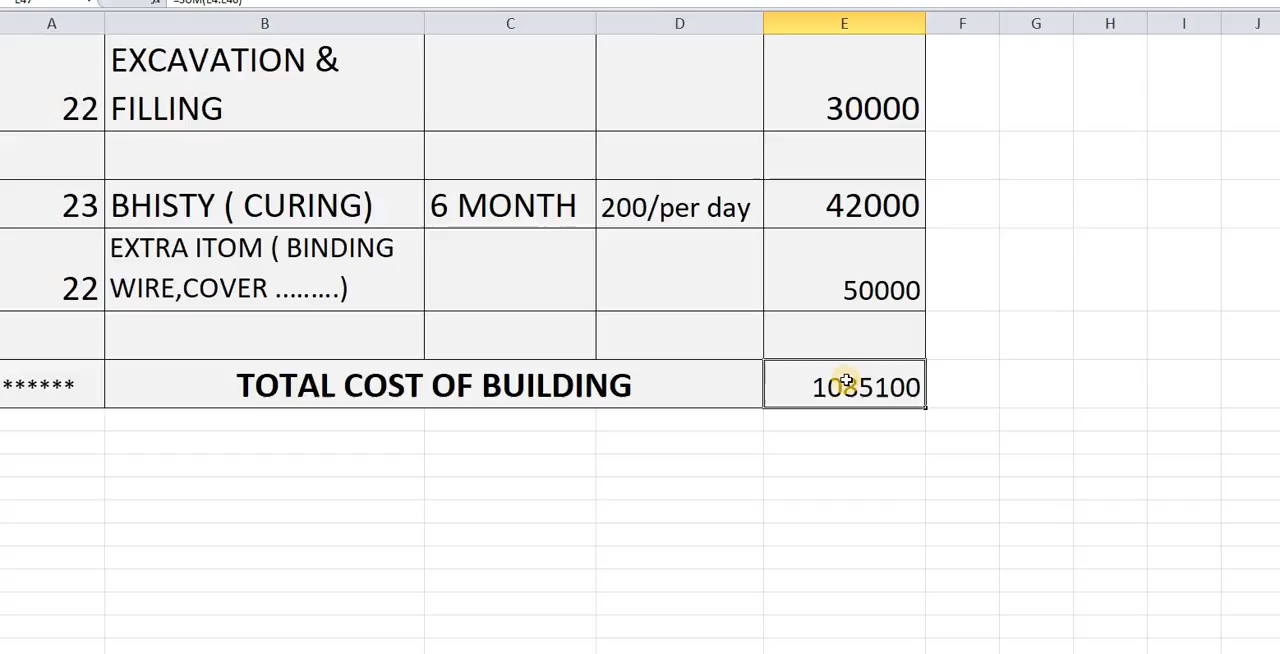 A B C D E F G H I J
EXCAVATION &
22 FILLING 30000
23 BHISTY ( CURING) 6 MONTH 200/per day 42000
EXTRA ITOM ( BINDING
22 WIRE,COVER .........) 50000
****** TOTAL COST OF BUILDING 1085100